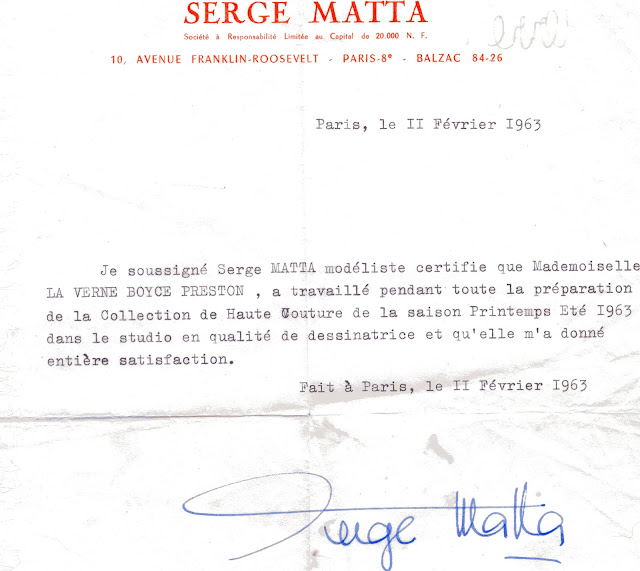 SERGE MATTA
Société à Responsabilité Limitée au Capital de 20.000 N. F.
10, AVENUE FRANKLIN-ROOSEVELT - PARIS-8e - BALZAC 84-26
Paris, le II Février I963
Je soussigné Serge MATTA modéliste certifie que Mademoiselle
LA VERNE BOYCE PRESTON , a travaillé pendant toute la préparation
de la Collection de Haute Couture de la saison Printemps Eté I963
dans le studio en qualité de dessinatrice et qu'elle m'a donné
entière satisfaction.
Fait à Paris, le II Février I963
Serge Matta